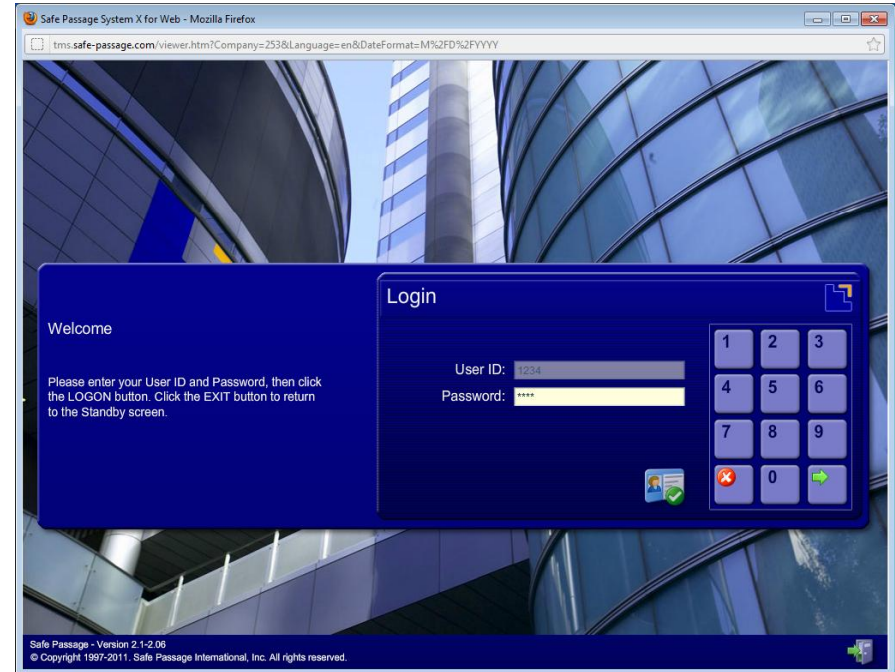 Safe Passage System X for Web - Mozilla Firefox
tms.safe-passage.com/viewer.htm?Company=253&Language=en&DateFormat=M%2FD%2FYYYY
Login
Welcome
Please enter your User ID and Password, then click
the LOGON button. Click the EXIT button to return
to the Standby screen.
User ID: 1234
Password: ****
1 2 3
4 5 6
7 8 9
0
Safe Passage - Version 2.1-2.06
© Copyright 1997-2011. Safe Passage International, Inc. All rights reserved.